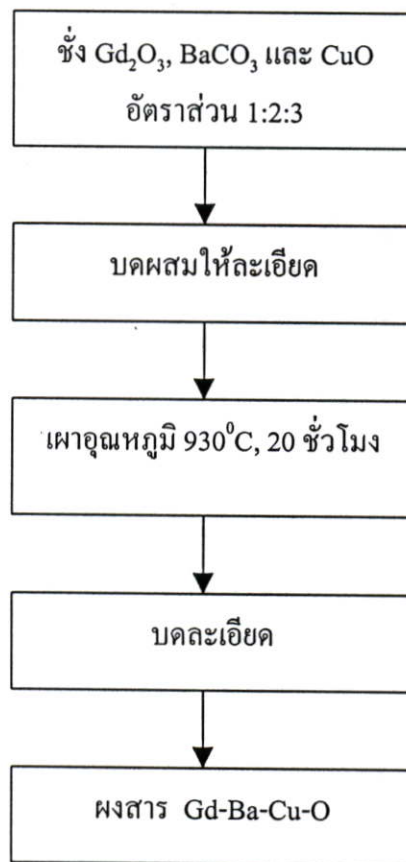 ชั่ง Gd₂O₃, BaCO₃ และ CuO
อัตราส่วน 1:2:3
บดผสมให้ละเอียด
เผาอุณหภูมิ 930⁰C, 20 ชั่วโมง
บดละเอียด
ผงสาร Gd-Ba-Cu-O